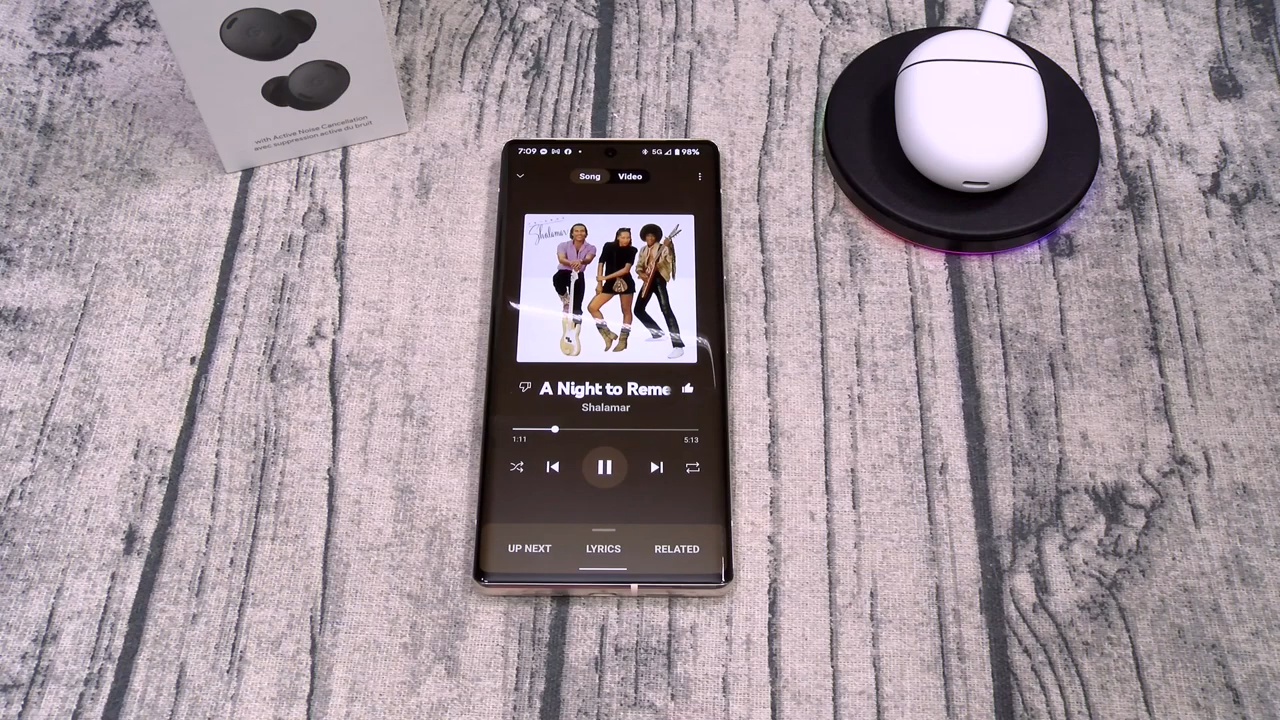 with Active Noise Cancellation
avec suppression active du bruit
7:09
5G
98%
Song
Video
Shalamar
A Night to Reme
Shalamar
1:11
5:13
UP NEXT
LYRICS
RELATED